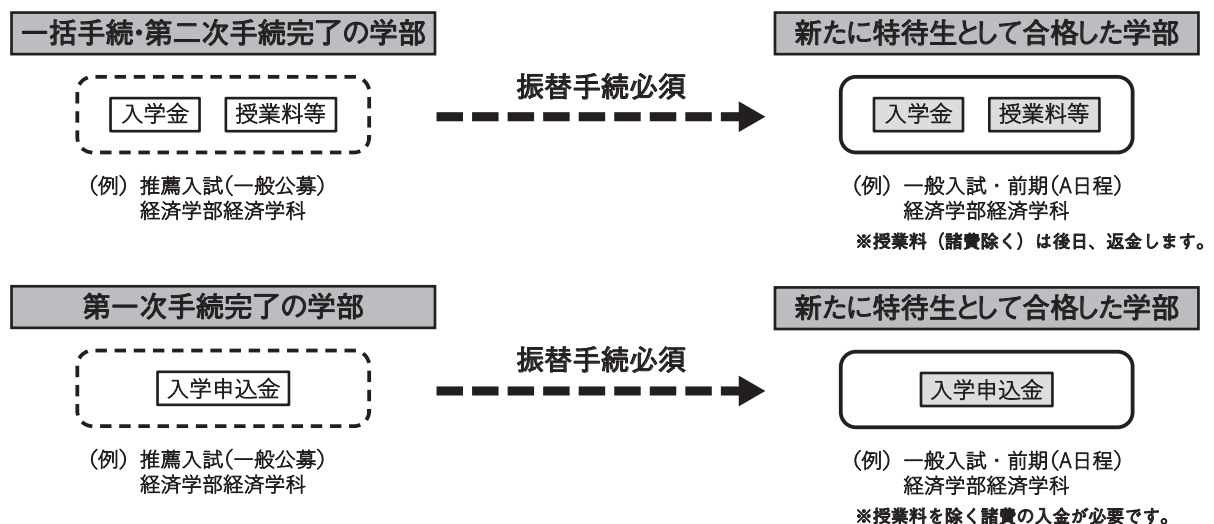 一括手続・第二次手続完了の学部
新たに特待生として合格した学部
振替手続必須
入学金 授業料等
入学金 授業料等
(例) 推薦入試(一般公募)
経済学部経済学科
(例) 一般入試・前期(A日程)
経済学部経済学科
※授業料（諸費除く）は後日、返金します。
第一次手続完了の学部
新たに特待生として合格した学部
振替手続必須
入学申込金
入学申込金
(例) 推薦入試(一般公募)
経済学部経済学科
(例) 一般入試・前期(A日程)
経済学部経済学科
※授業料を除く諸費の入金が必要です。